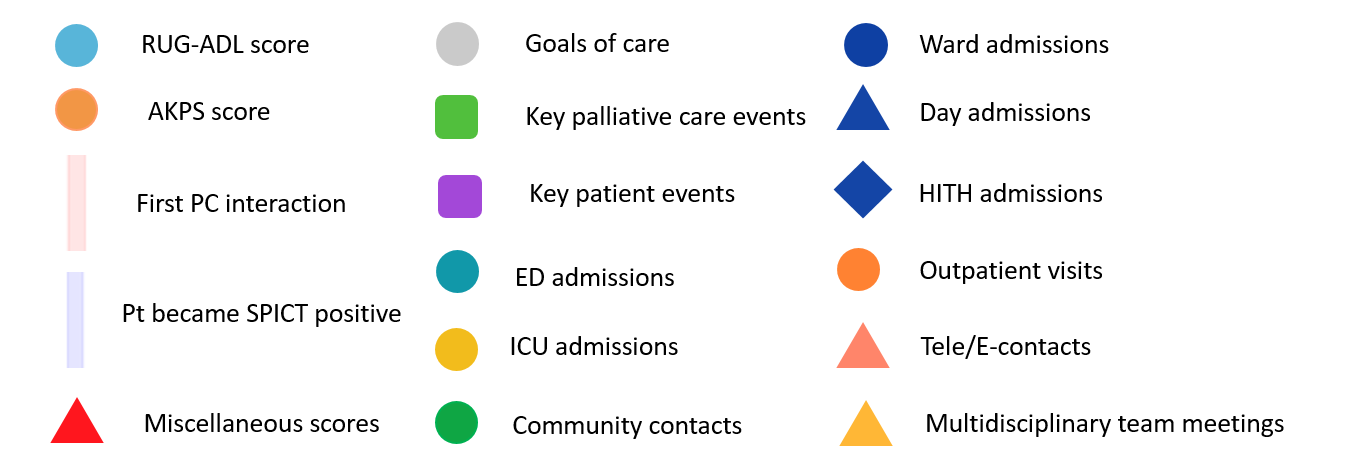 RUG-ADL score
AKPS score
First PC interaction
Pt became SPICT positive
Miscellaneous scores
Goals of care
Key palliative care events
Key patient events
ED admissions
ICU admissions
Community contacts
Ward admissions
Day admissions
HITH admissions
Outpatient visits
Tele/E-contacts
Multidisciplinary team meetings